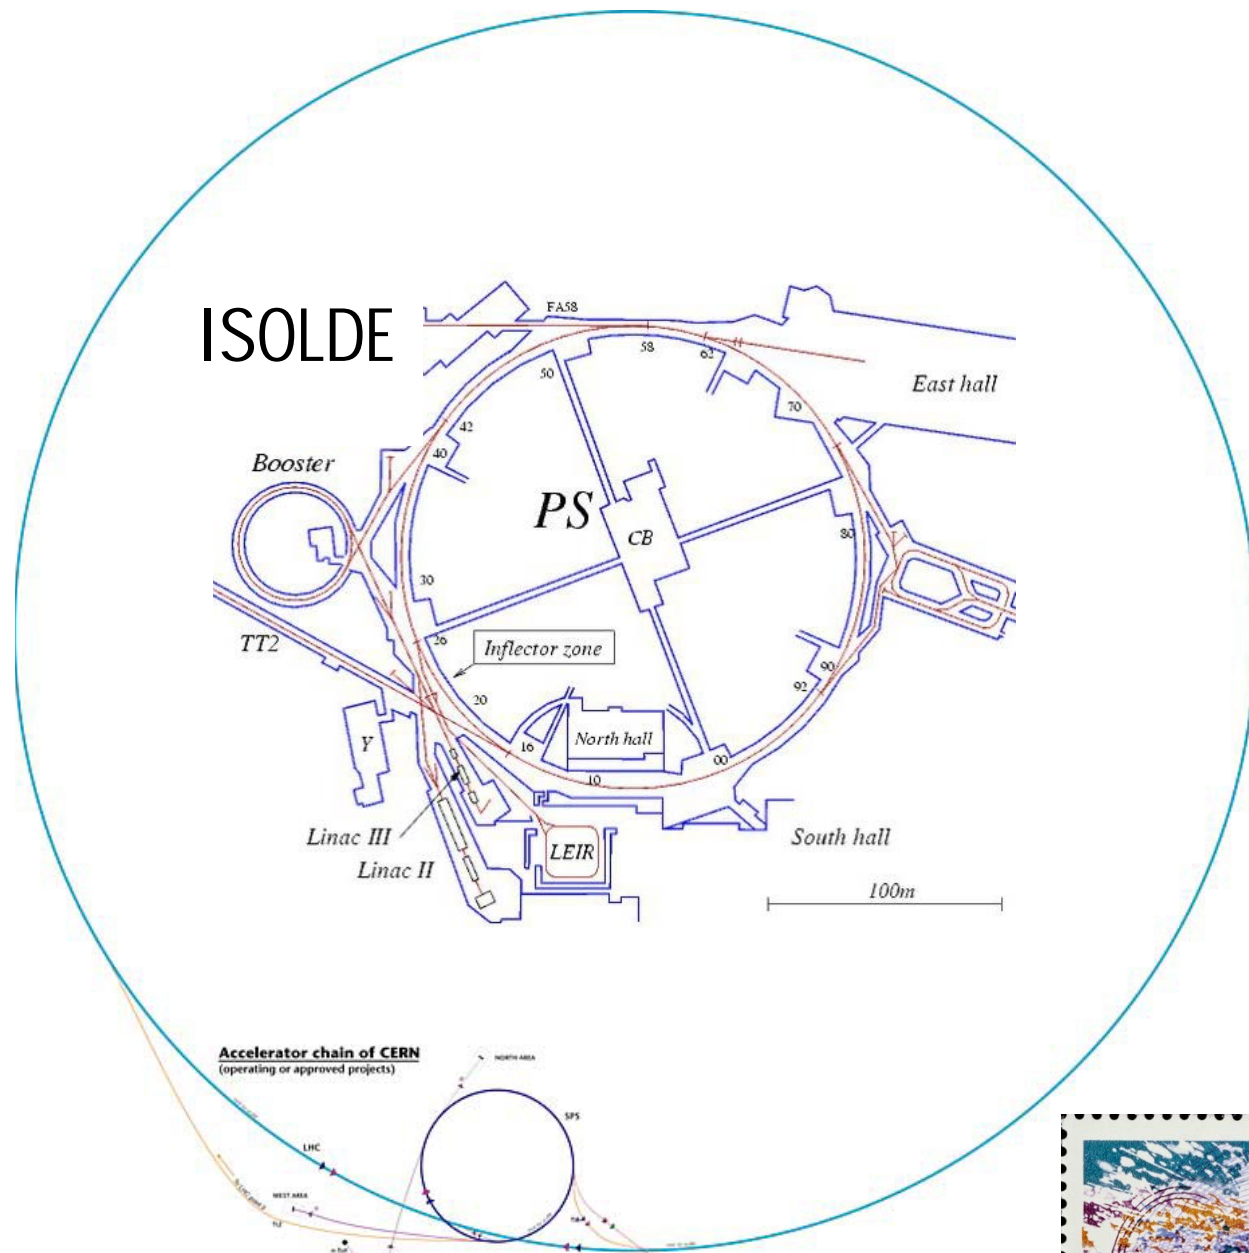 FA58
ISOLDE
58
62
50
East hall
70
42
40
Booster
PS
CB
80
30
TT2
26
Inflector zone
20
90
92
Y
16
North hall
00
10
Linac III
South hall
Linac II
LEIR
100m
Accelerator chain of CERN
(operating or approved projects)
NORTH AREA
SPS
LHC
WEST AREA
TI2
TI8